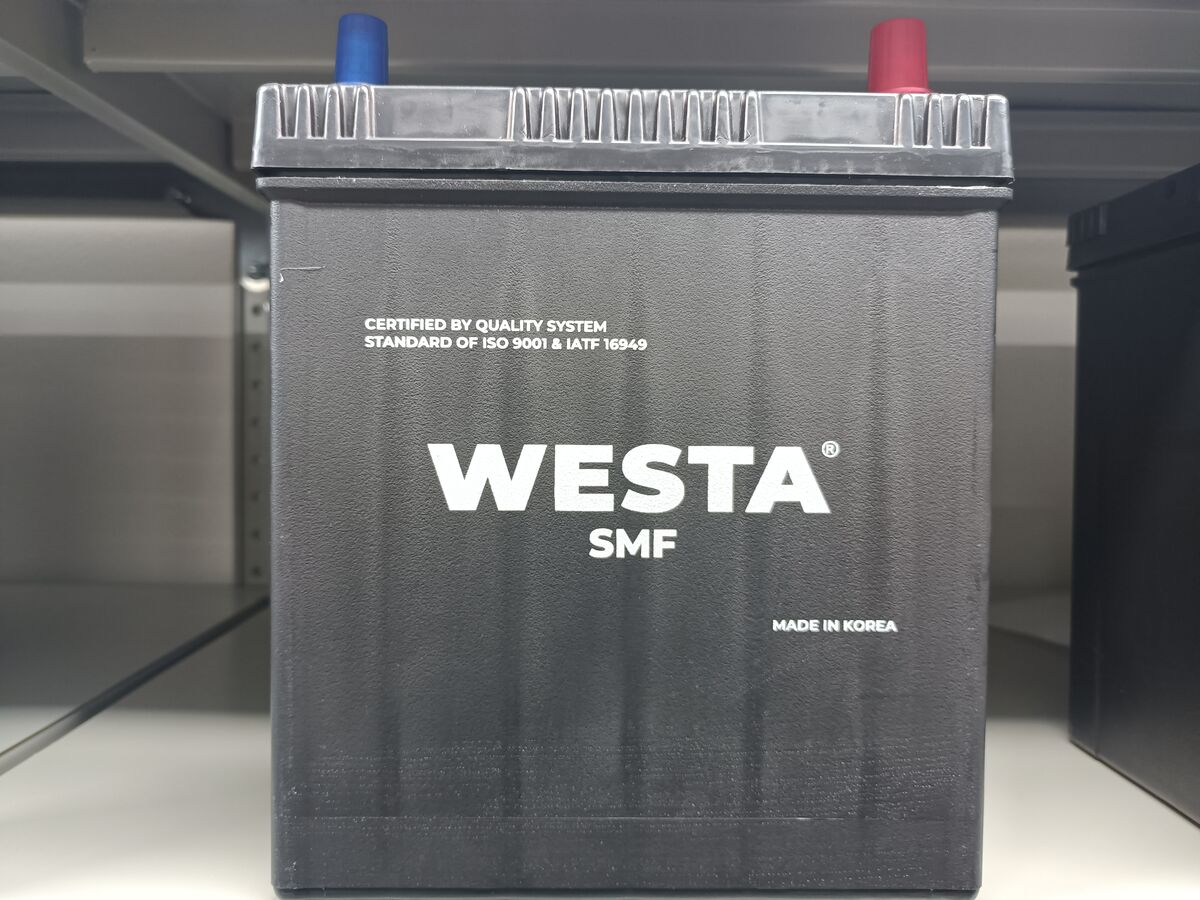 CERTIFIED BY QUALITY SYSTEM
STANDARD OF ISO 9001 & IATF 16949
WESTA®
SMF
MADE IN KOREA